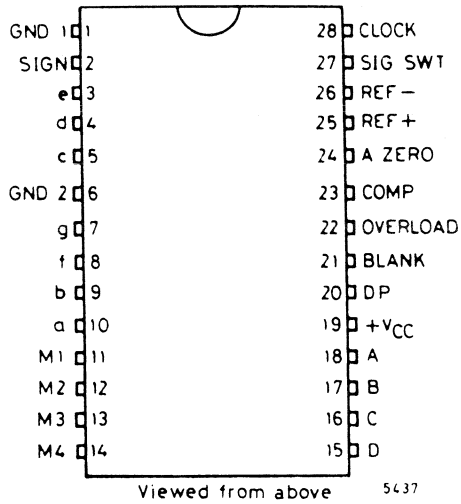 GND 1 1 28 CLOCK
SIGN 2 27 SIG SWT
e 3 26 REF−
d 4 25 REF+
c 5 24 A ZERO
GND 2 6 23 COMP
g 7 22 OVERLOAD
f 8 21 BLANK
b 9 20 DP
a 10 19 +VCC
M1 11 18 A
M2 12 17 B
M3 13 16 C
M4 14 15 D
Viewed from above 5437